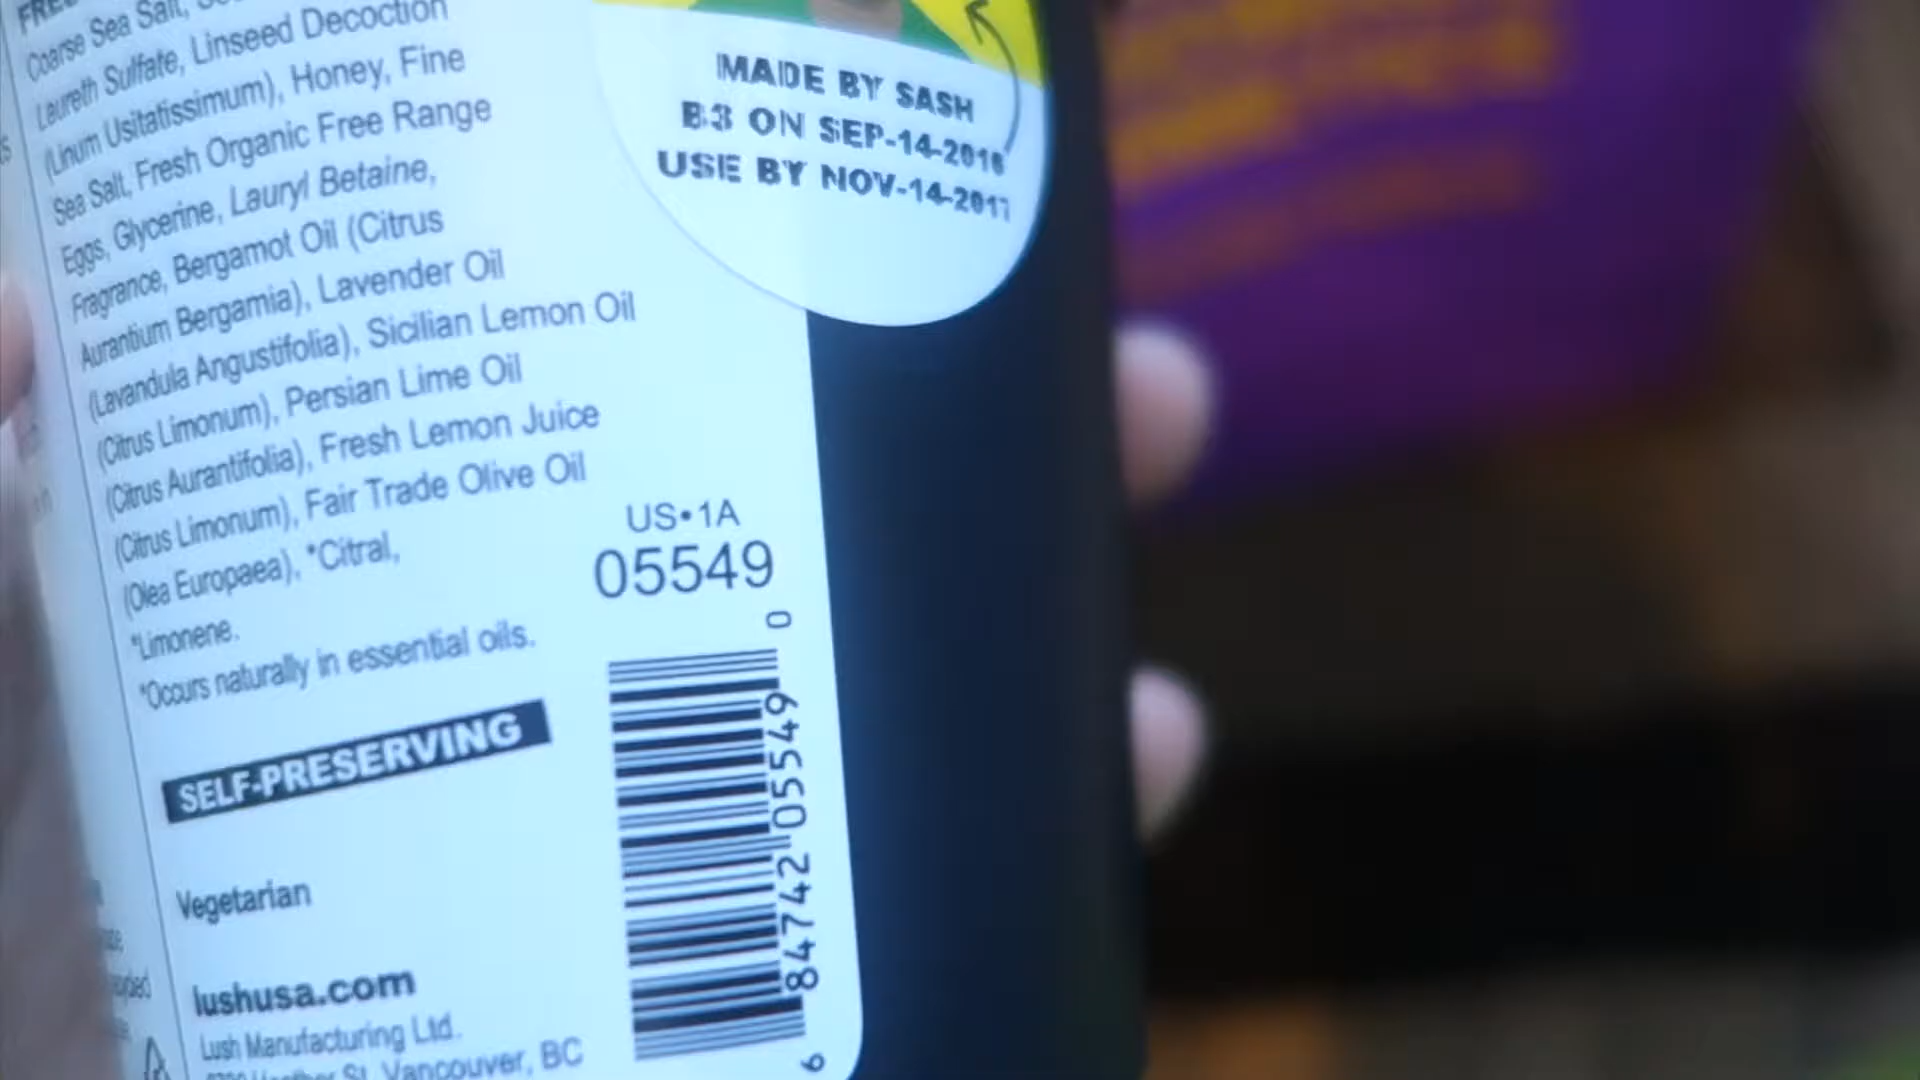 Coarse Sea Salt,
Laureth Sulfate, Linseed Decoction
(Linum Usitatissimum), Honey, Fine
Sea Salt, Fresh Organic Free Range
Eggs, Glycerine, Lauryl Betaine,
Fragrance, Bergamot Oil (Citrus
Aurantium Bergamia), Lavender Oil
(Lavandula Angustifolia), Sicilian Lemon Oil
(Citrus Limonum), Persian Lime Oil
(Citrus Aurantifolia), Fresh Lemon Juice
(Citrus Limonum), Fair Trade Olive Oil
(Olea Europaea), *Citral,
*Limonene.
*Occurs naturally in essential oils.
SELF-PRESERVING
Vegetarian
lushusa.com
Lush Manufacturing Ltd.
St, Vancouver, BC
MADE BY SASH
B3 ON SEP-14-2016
USE BY NOV-14-2017
US•1A
05549
6 84742 05549 0